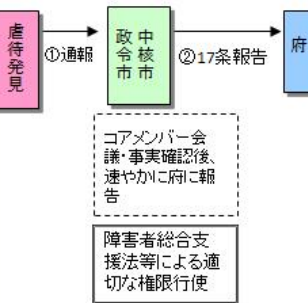 虐待発見
①通報
政令市
中核市
②17条報告
府
コアメンバー会
議・事実確認後、
速やかに府に報
告
障害者総合支
援法等による適
切な権限行使